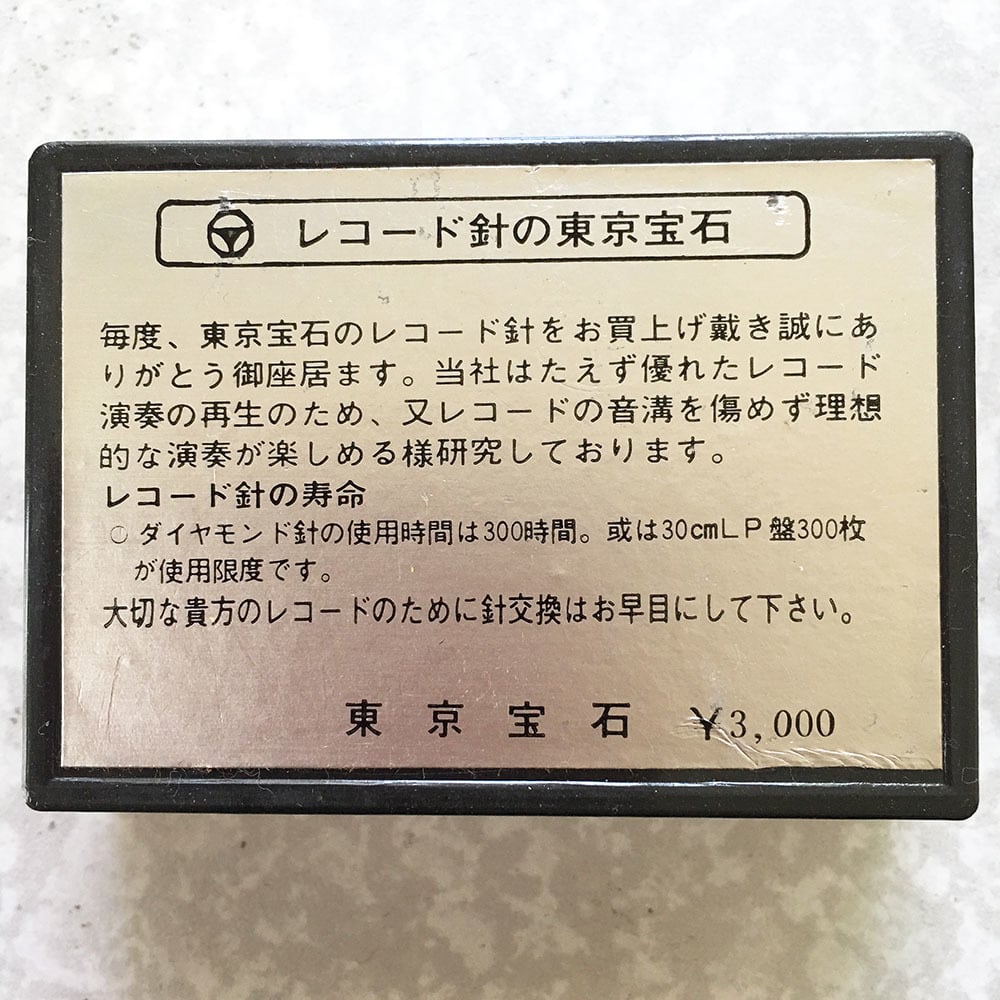 レコード針の東京宝石
毎度、東京宝石のレコード針をお買上げ戴き誠にあ
りがとう御座居ます。当社はたえず優れたレコード
演奏の再生のため、又レコードの音溝を傷めず理想
的な演奏が楽しめる様研究しております。
レコード針の寿命
○ ダイヤモンド針の使用時間は300時間。或は30cmLP盤300枚
が使用限度です。
大切な貴方のレコードのために針交換はお早目にして下さい。
東京宝石 ¥3,000